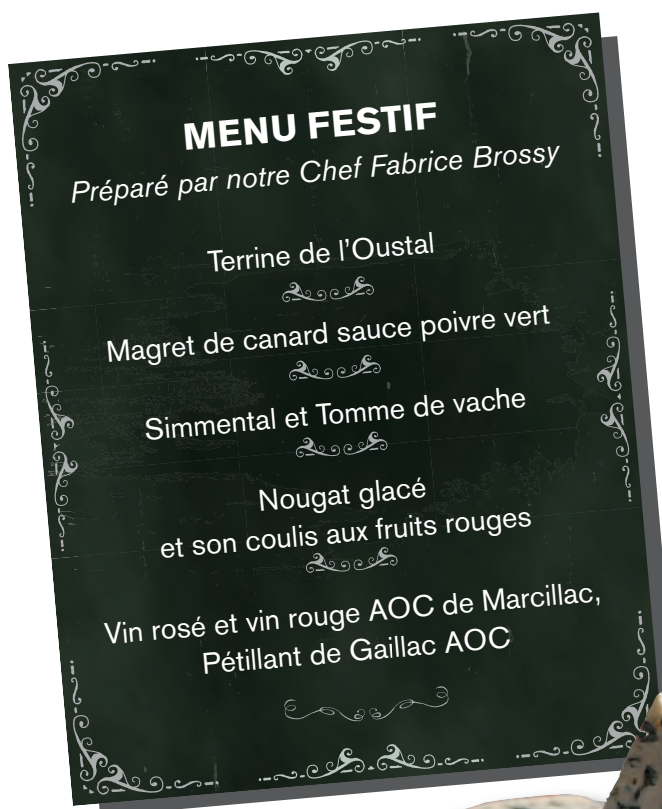 MENU FESTIF
Préparé par notre Chef Fabrice Brossy
Terrine de l’Oustal
Magret de canard sauce poivre vert
Simmental et Tomme de vache
Nougat glacé
et son coulis aux fruits rouges
Vin rosé et vin rouge AOC de Marcillac,
Pétillant de Gaillac AOC